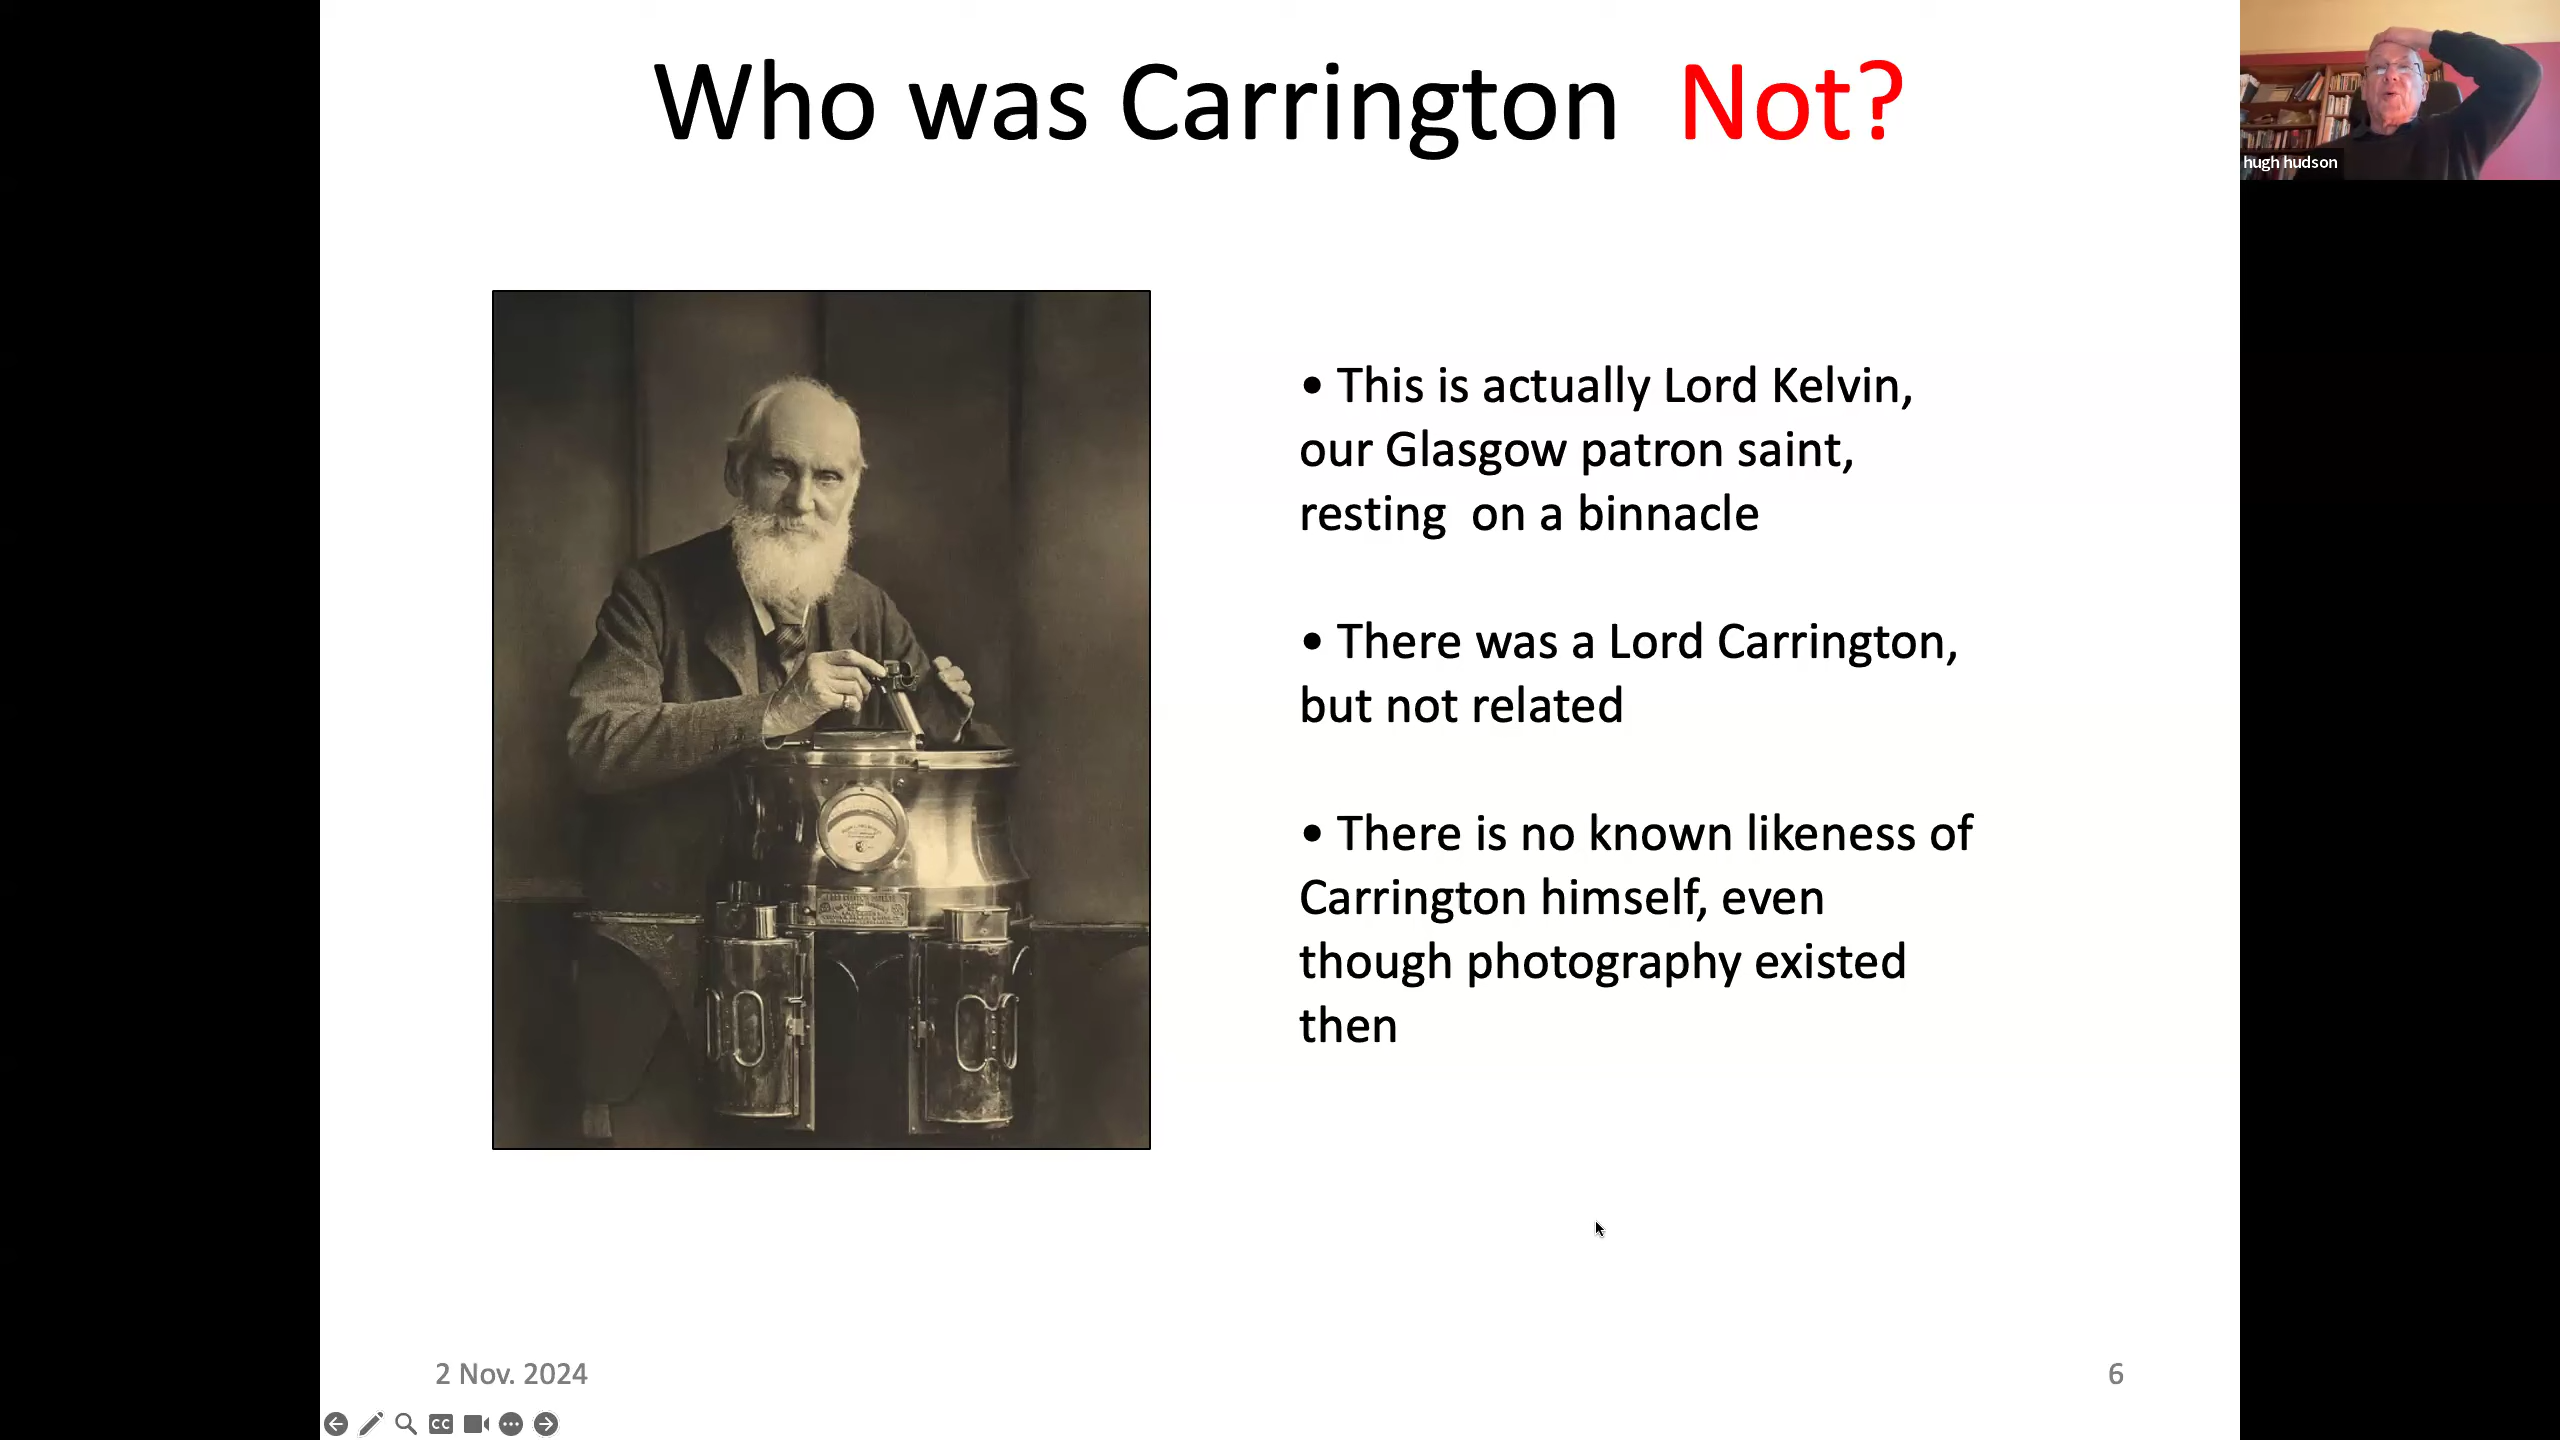 Who was Carrington Not?
hugh hudson
• This is actually Lord Kelvin,
our Glasgow patron saint,
resting on a binnacle
• There was a Lord Carrington,
but not related
• There is no known likeness of
Carrington himself, even
though photography existed
then
2 Nov. 2024
6
CC